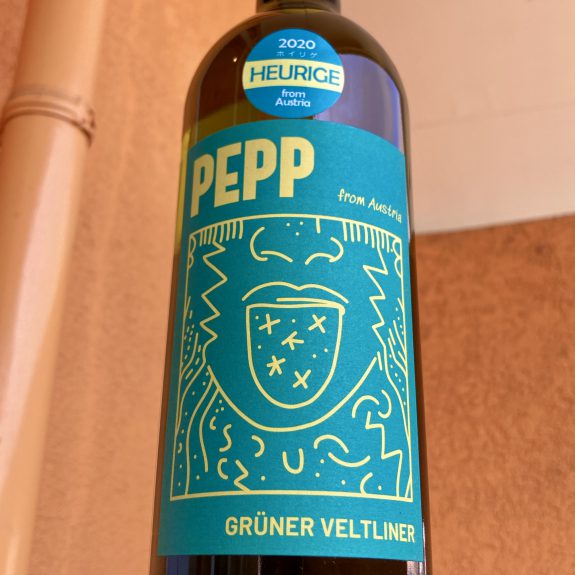 2020
ホイリゲ
HEURIGE
from
Austria
PEPP
from Austria
GRÜNER VELTLINER